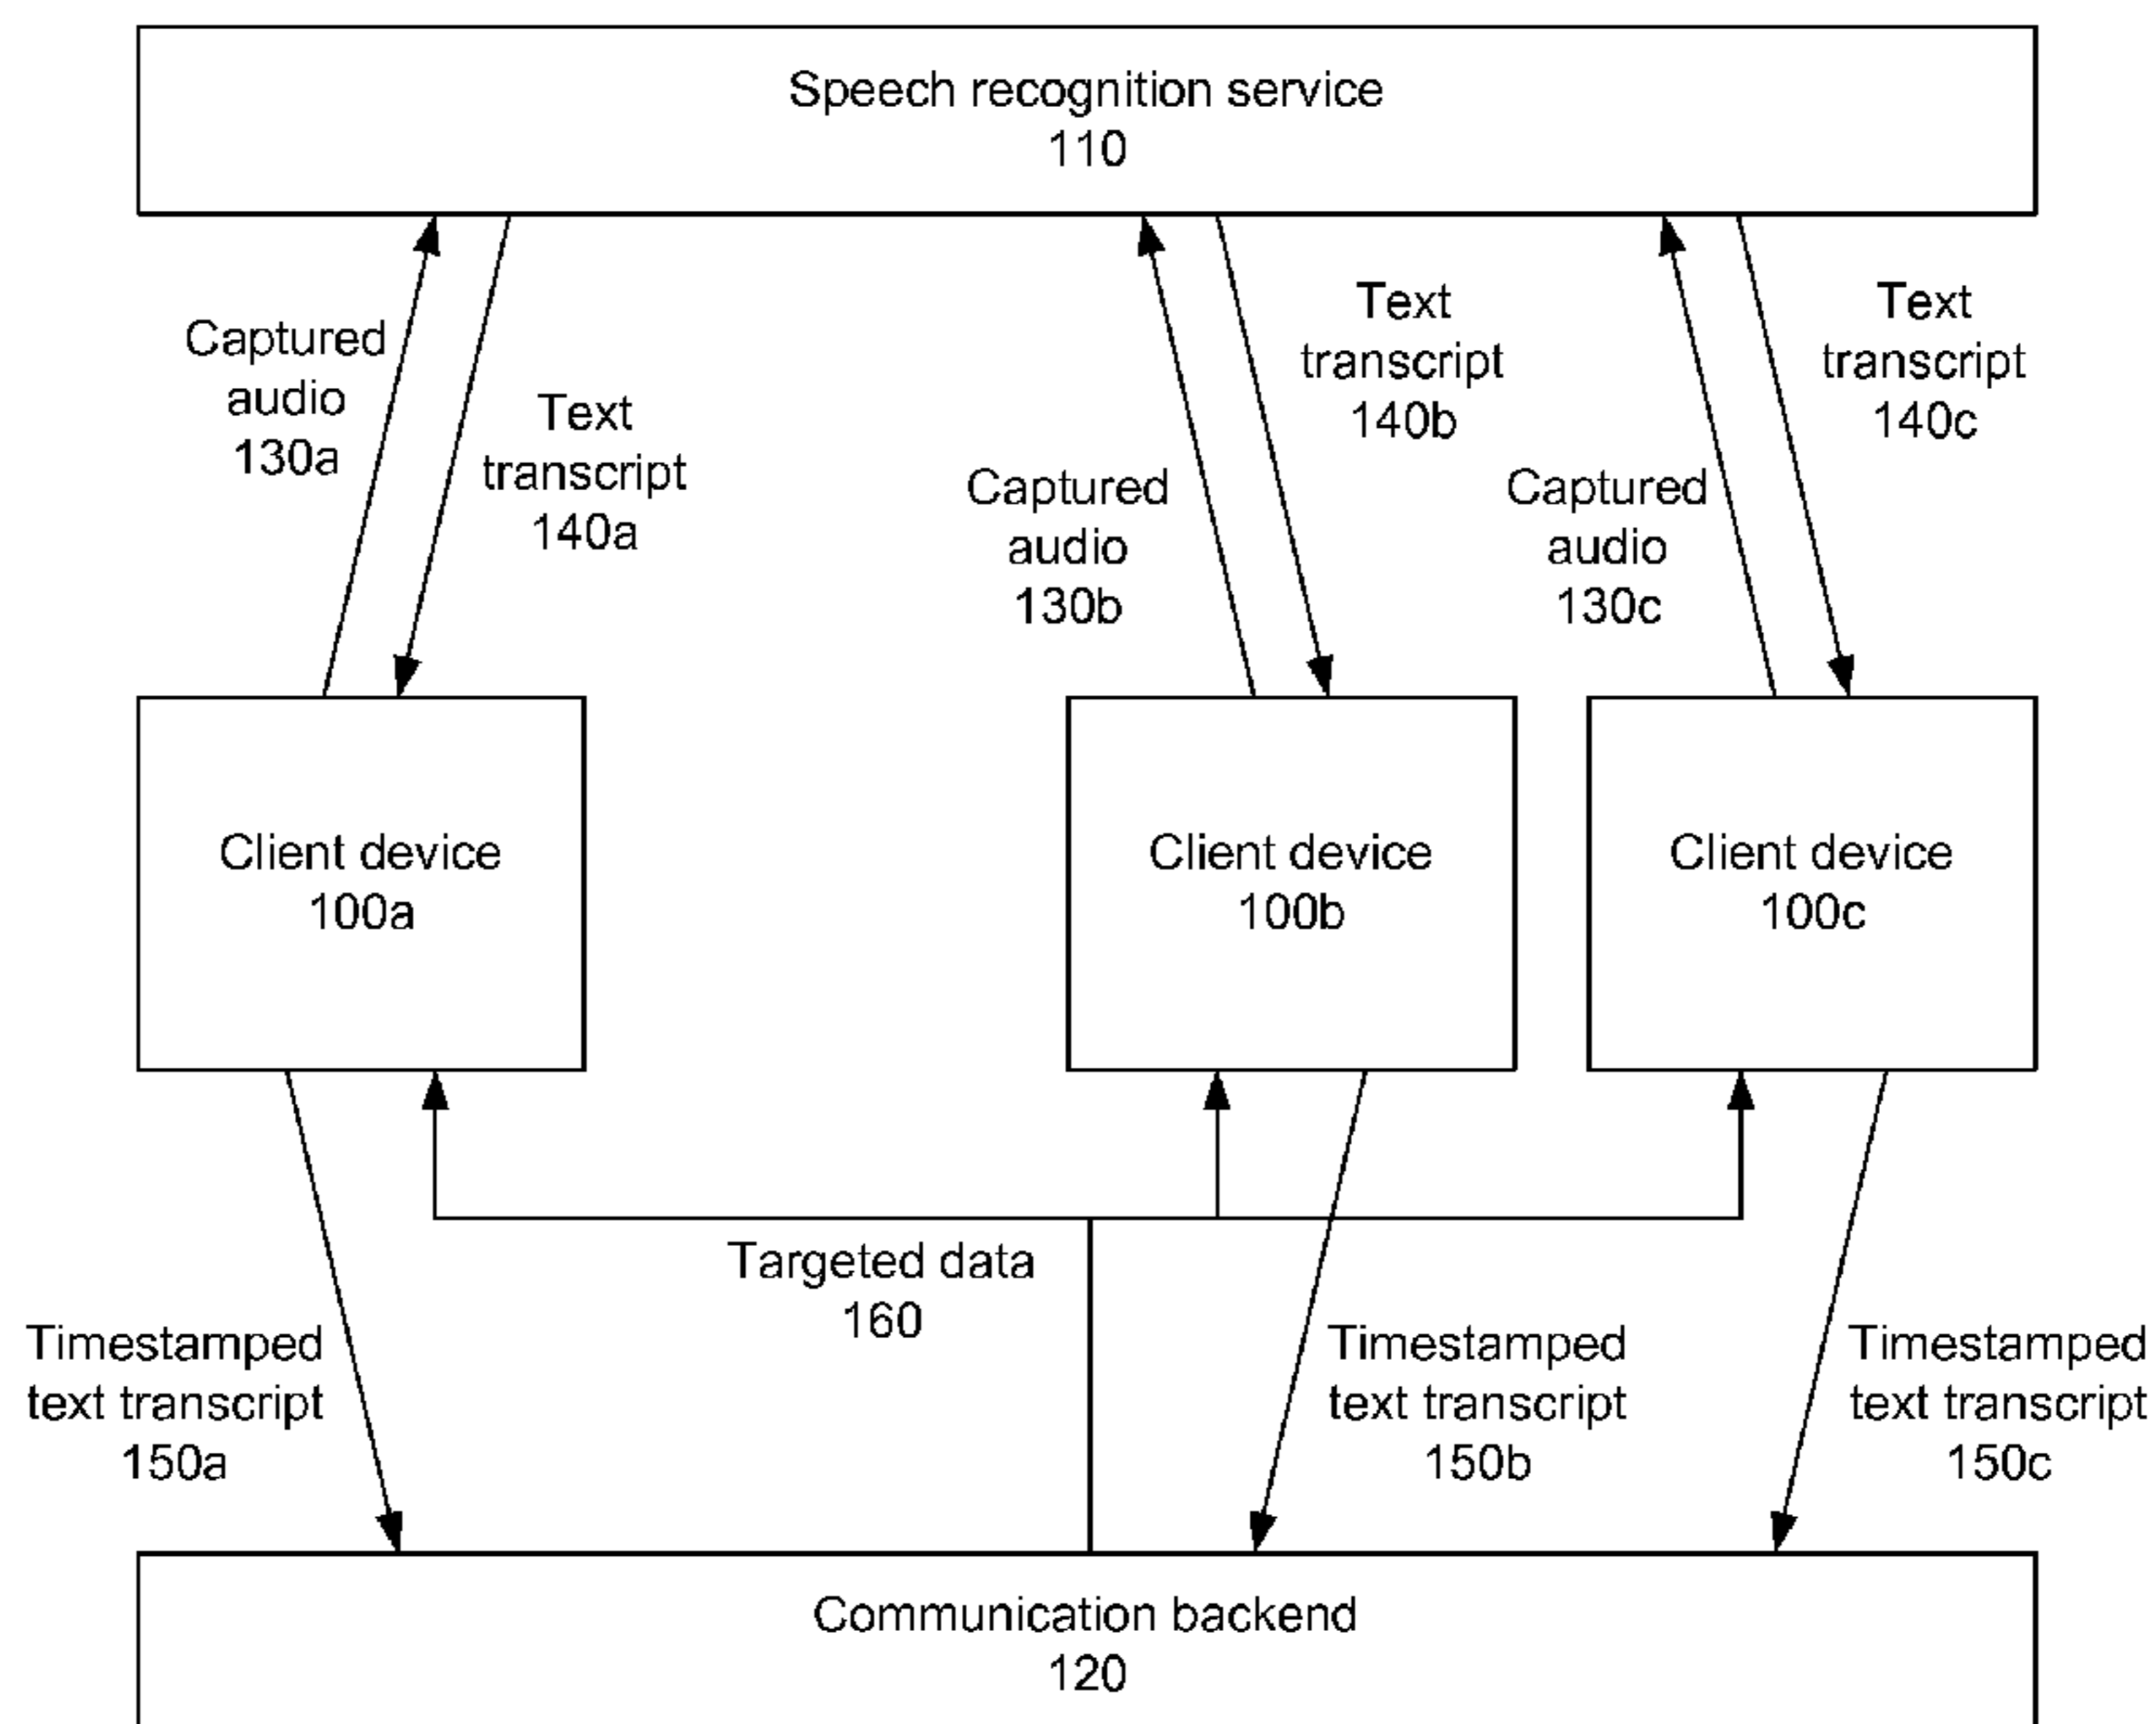 Speech recognition service
110
Captured
audio
130a
Text
transcript
140a
Captured
audio
130b
Text
transcript
140b
Captured
audio
130c
Text
transcript
140c
Client device
100a
Client device
100b
Client device
100c
Targeted data
160
Timestamped
text transcript
150a
Timestamped
text transcript
150b
Timestamped
text transcript
150c
Communication backend
120